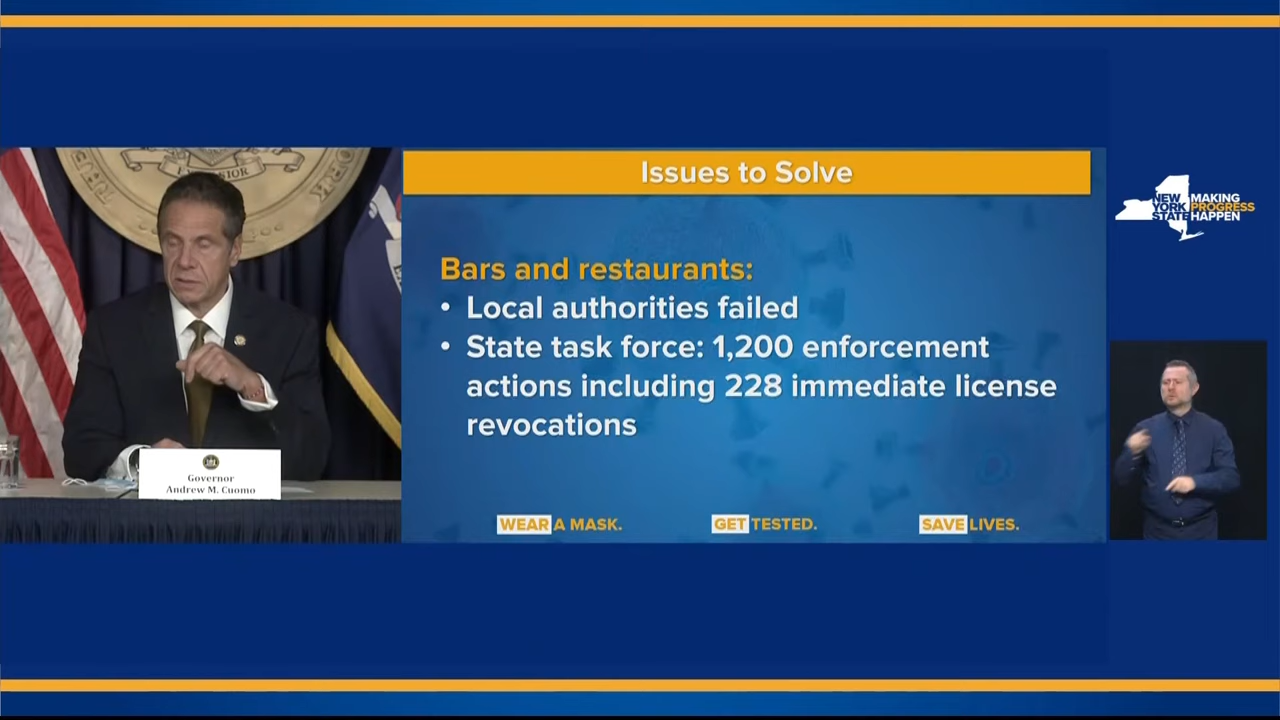 EXCELSIOR
Governor
Andrew M. Cuomo
Issues to Solve
Bars and restaurants:
• Local authorities failed
• State task force: 1,200 enforcement
actions including 228 immediate license
revocations
WEAR A MASK.
GET TESTED.
SAVE LIVES.
NEW
YORK
STATE
MAKING
PROGRESS
HAPPEN